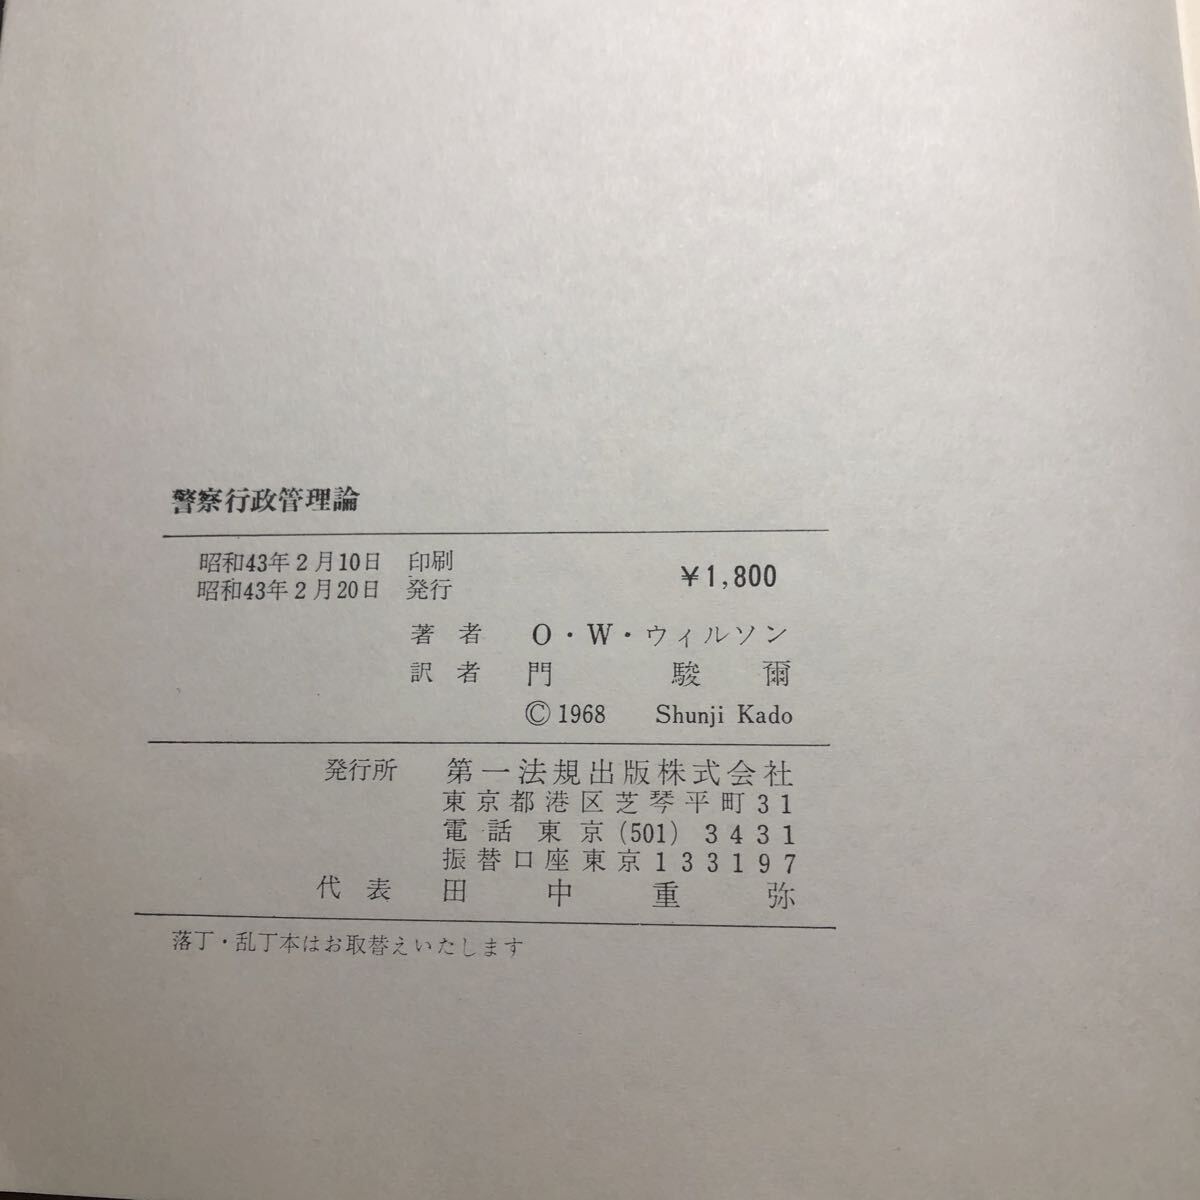 警察行政管理論
昭和43年2月10日 印刷
昭和43年2月20日 発行
¥1,800
著者 O・W・ウィルソン
訳者 門 駿爾
© 1968 Shunji Kado
発行所 第一法規出版株式会社
東京都港区芝琴平町31
電話 東京 (501) 3431
振替口座東京133197
代表 田中重弥
落丁・乱丁本はお取替えいたします